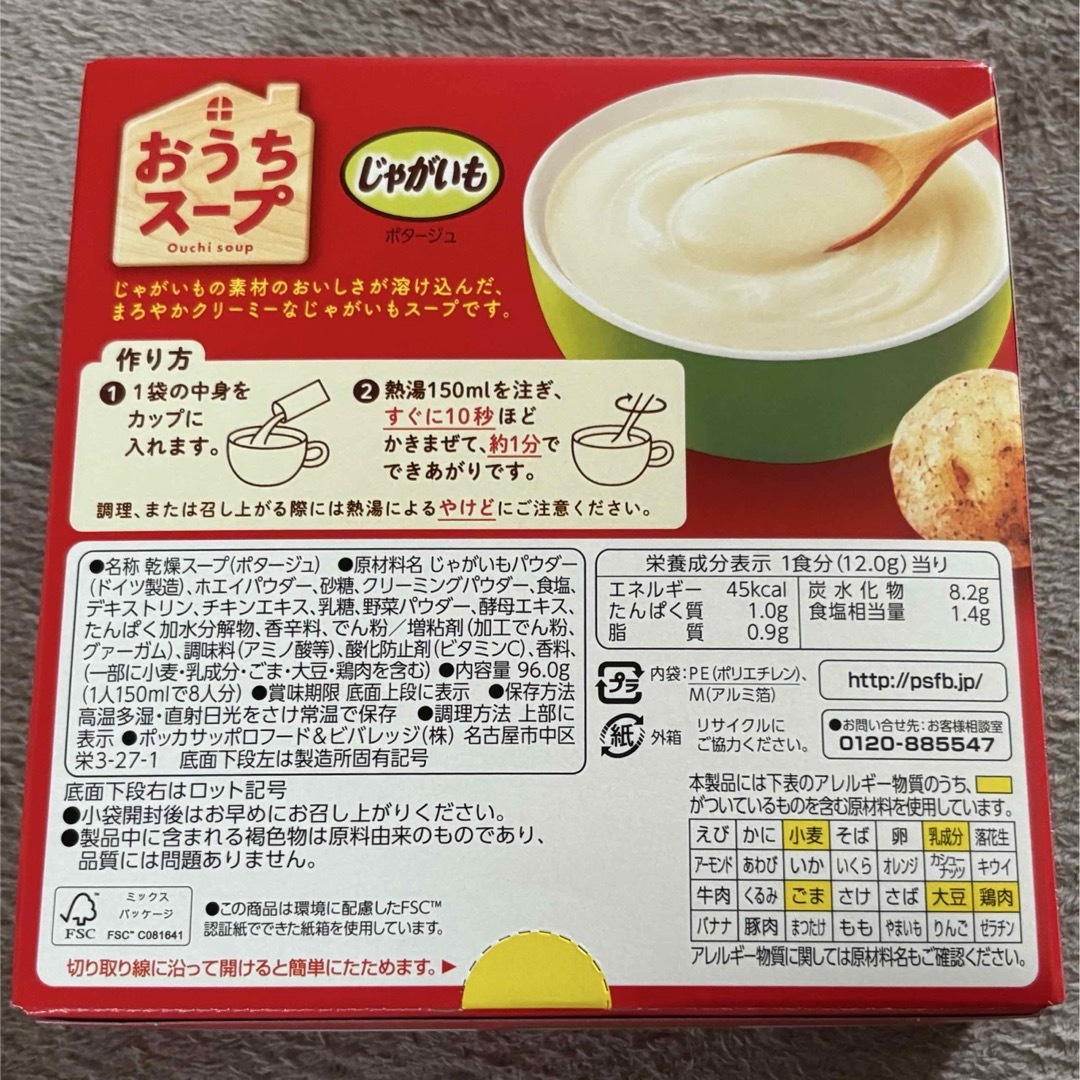 おうち
スープ
Ouchi soup
じゃがいも
ポタージュ
じゃがいもの素材のおいしさが溶け込んだ、
まろやかクリーミーなじゃがいもスープです。
作り方
❶ 1袋の中身を
カップに
入れます。
❷ 熱湯150mlを注ぎ、
すぐに10秒ほど
かきまぜて、約1分で
できあがりです。
調理、または召し上がる際には熱湯によるやけどにご注意ください。
●名称 乾燥スープ(ポタージュ) ●原材料名 じゃがいもパウダー
(ドイツ製造)、ホエイパウダー、砂糖、クリーミングパウダー、食塩、
デキストリン、チキンエキス、乳糖、野菜パウダー、酵母エキス、
たんぱく加水分解物、香辛料、でん粉／増粘剤(加工でん粉、
グァーガム)、調味料(アミノ酸等)、酸化防止剤(ビタミンC)、香料、
(一部に小麦・乳成分・ごま・大豆・鶏肉を含む) ●内容量 96.0g
(1人150mlで8人分) ●賞味期限 底面上段に表示 ●保存方法
高温多湿・直射日光をさけ常温で保存 ●調理方法 上部に
表示 ●ポッカサッポロフード＆ビバレッジ(株) 名古屋市中区
栄3-27-1 底面下段左は製造所固有記号
底面下段右はロット記号
●小袋開封後はお早めにお召し上がりください。
●製品中に含まれる褐色物は原料由来のものであり、
品質には問題ありません。
FSC
ミックス
パッケージ
FSC™ C081641
●この商品は環境に配慮したFSC™
認証紙でできた紙箱を使用しています。
切り取り線に沿って開けると簡単にたためます。▶
栄養成分表示 1食分(12.0g)当り
エネルギー 45kcal 炭水化物 8.2g
たんぱく質 1.0g 食塩相当量 1.4g
脂質 0.9g
プラ 内袋:PE(ポリエチレン)、
M(アルミ箔)
紙 外箱
リサイクルに
ご協力ください。
http://psfb.jp/
●お問い合せ先:お客様相談室
0120-885547
本製品には下表のアレルギー物質のうち、
がついているものを含む原材料を使用しています。
えび かに 小麦 そば 卵 乳成分 落花生
アーモンド あわび いか いくら オレンジ カシューナッツ キウイ
牛肉 くるみ ごま さけ さば 大豆 鶏肉
バナナ 豚肉 まつたけ もも やまいも りんご ゼラチン
アレルギー物質に関しては原材料名もご確認ください。